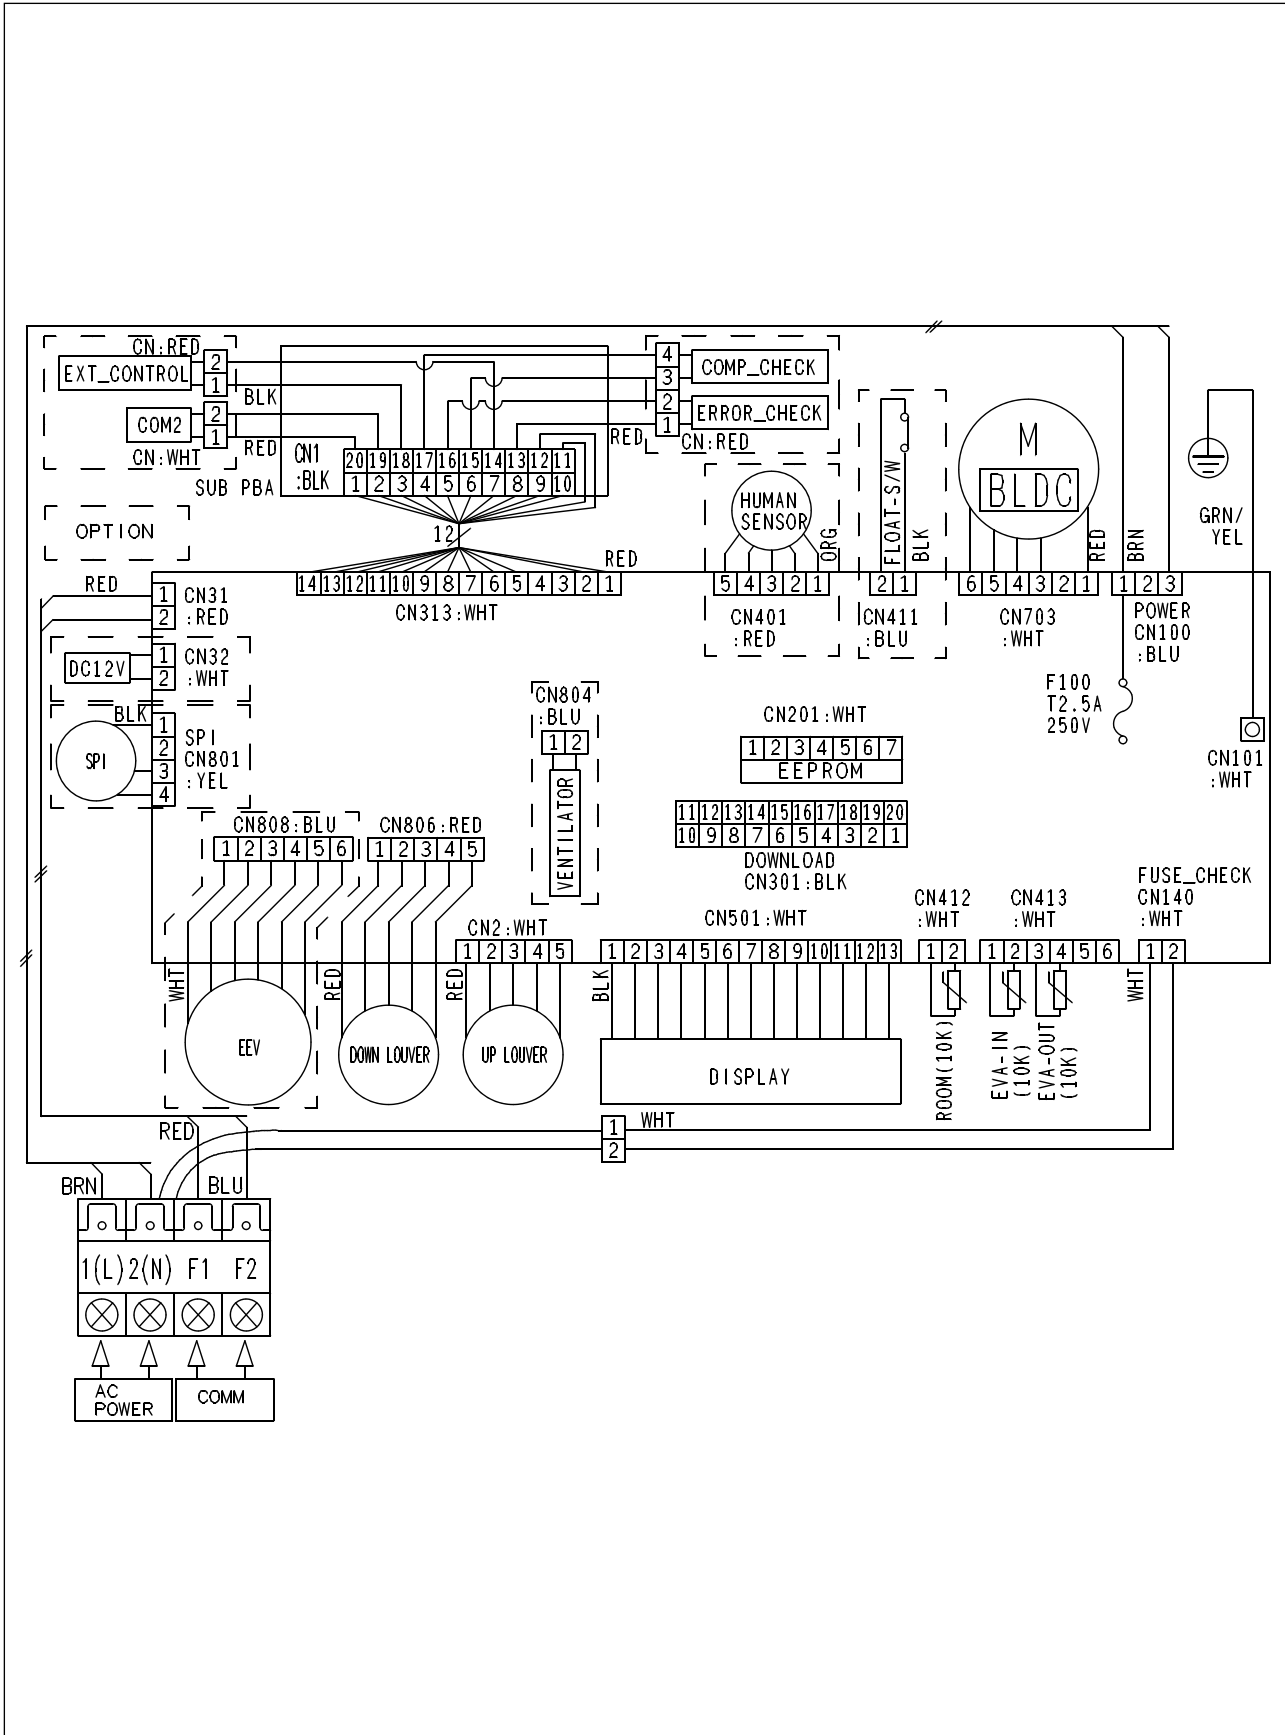 CN:RED
EXT_CONTROL
2
1
BLK
COM2
2
1
RED
CN:WHT
SUB PBA
CN1
:BLK
20 19 18 17 16 15 14 13 12 11
1 2 3 4 5 6 7 8 9 10
4
3
2
1
COMP_CHECK
ERROR_CHECK
RED
CN:RED
OPTION
12
RED
14 13 12 11 10 9 8 7 6 5 4 3 2 1
CN313:WHT
HUMAN
SENSOR
ORG
5 4 3 2 1
CN401
:RED
FLOAT-S/W
BLK
2 1
CN411
:BLU
M
BLDC
RED
6 5 4 3 2 1
CN703
:WHT
BRN
1 2 3
POWER
CN100
:BLU
GRN/
YEL
F100
T2.5A
250V
CN101
:WHT
RED
1
2
CN31
:RED
DC12V
1
2
CN32
:WHT
BLK
SPI
1
2
3
4
SPI
CN801
:YEL
CN804
:BLU
1 2
VENTILATOR
CN201:WHT
1 2 3 4 5 6 7
EEPROM
11 12 13 14 15 16 17 18 19 20
10 9 8 7 6 5 4 3 2 1
DOWNLOAD
CN301:BLK
CN808:BLU
1 2 3 4 5 6
CN806:RED
1 2 3 4 5
CN2:WHT
1 2 3 4 5
CN501:WHT
1 2 3 4 5 6 7 8 9 10 11 12 13
CN412
:WHT
1 2
CN413
:WHT
1 2 3 4 5 6
FUSE_CHECK
CN140
:WHT
1 2
WHT
EEV
RED
DOWN LOUVER
RED
UP LOUVER
BLK
DISPLAY
ROOM(10K)
EVA-IN
(10K)
EVA-OUT
(10K)
WHT
RED
1
2
WHT
BRN
BLU
1(L) 2(N) F1 F2
AC
POWER
COMM